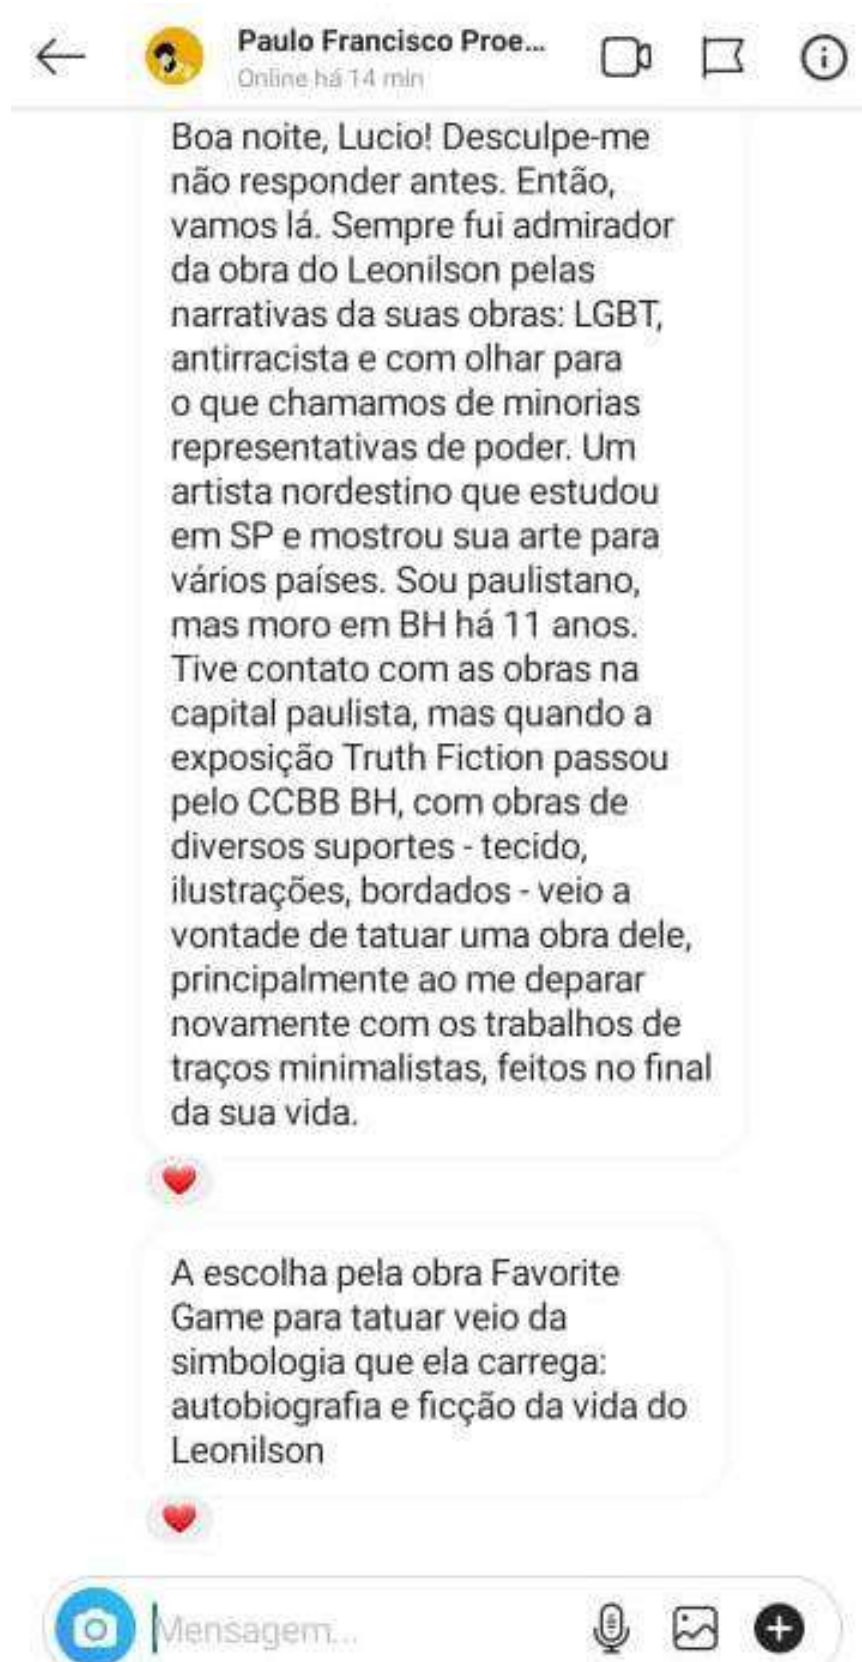 Paulo Francisco Proe...
Online há 14 min
Boa noite, Lucio! Desculpe-me
não responder antes. Então,
vamos lá. Sempre fui admirador
da obra do Leonilson pelas
narrativas da suas obras: LGBT,
antirracista e com olhar para
o que chamamos de minorias
representativas de poder. Um
artista nordestino que estudou
em SP e mostrou sua arte para
vários países. Sou paulistano,
mas moro em BH há 11 anos.
Tive contato com as obras na
capital paulista, mas quando a
exposição Truth Fiction passou
pelo CCBB BH, com obras de
diversos suportes - tecido,
ilustrações, bordados - veio a
vontade de tatuar uma obra dele,
principalmente ao me deparar
novamente com os trabalhos de
traços minimalistas, feitos no final
da sua vida.
A escolha pela obra Favorite
Game para tatuar veio da
simbologia que ela carrega:
autobiografia e ficção da vida do
Leonilson
Mensagem...